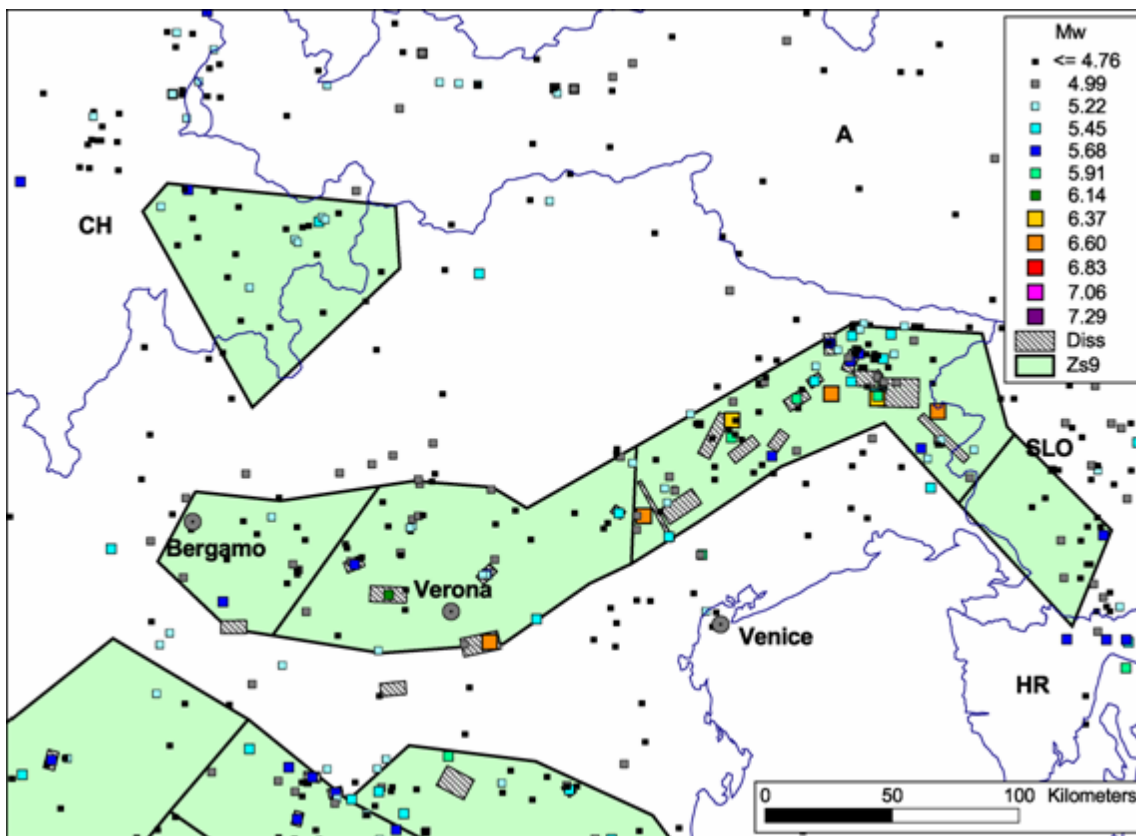 Mw
<= 4.76
4.99
5.22
5.45
5.68
5.91
6.14
6.37
6.60
6.83
7.06
7.29
Diss
Zs9
A
CH
SLO
Bergamo
Verona
Venice
HR
0 50 100 Kilometers